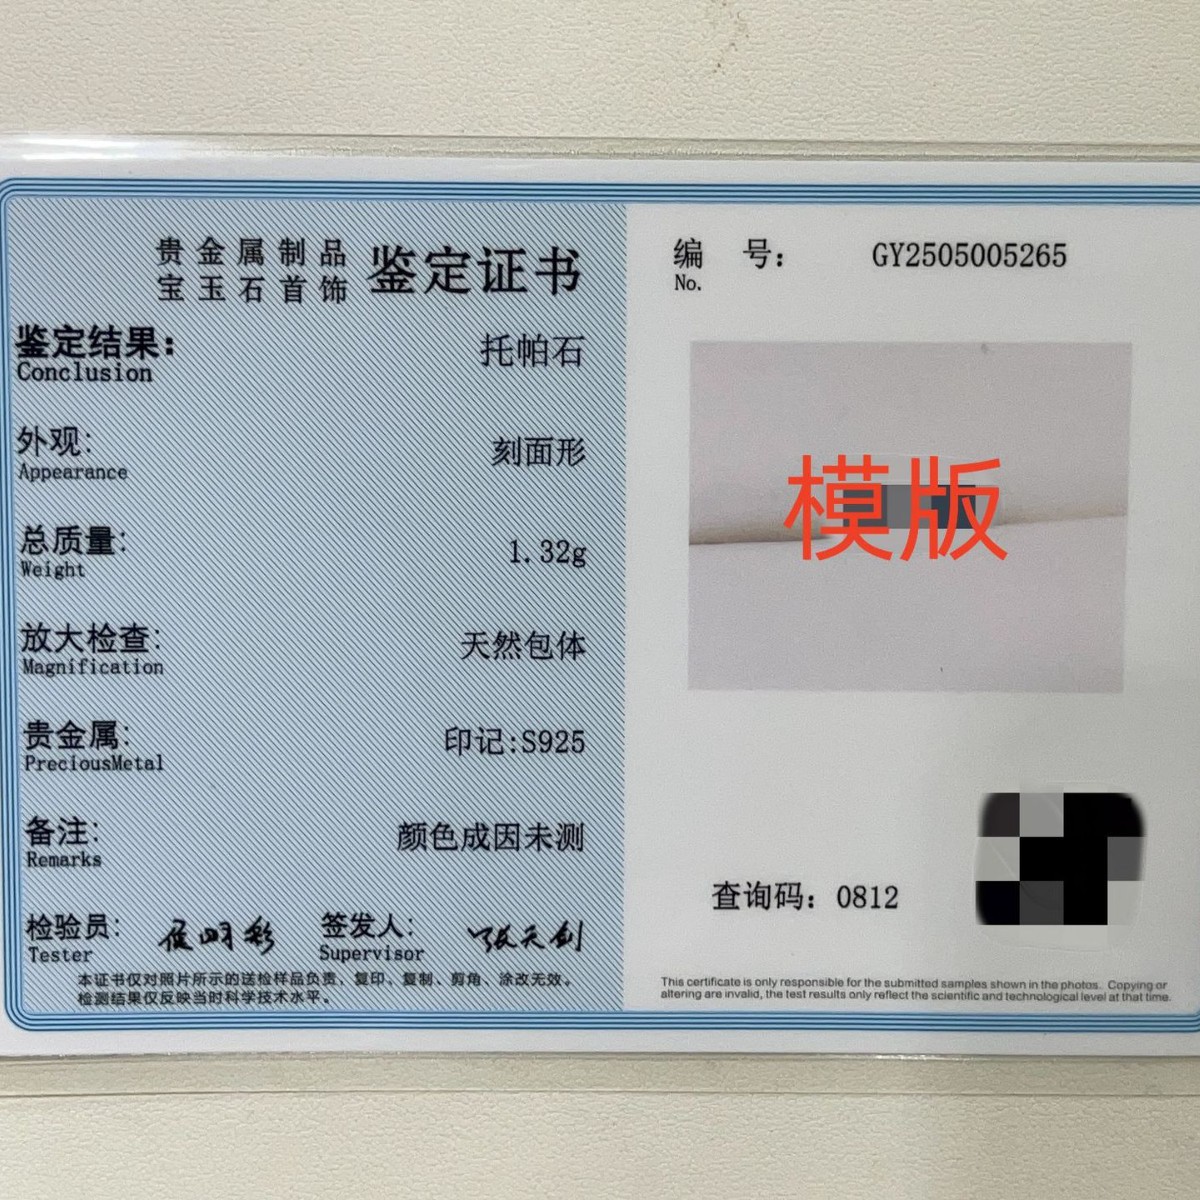 贵金属制品
宝玉石首饰
鉴定证书
鉴定结果: 托帕石
Conclusion
外观: 刻面形
Appearance
总质量: 1.32g
Weight
放大检查: 天然包体
Magnification
贵金属: 印记:S925
PreciousMetal
备注: 颜色成因未测
Remarks
检验员: 签发人: 张天创
Tester Supervisor
本证书仅对照片所示的送检样品负责，复印、复制、剪角、涂改无效。
检测结果仅反映当时科学技术水平。
编 号: GY2505005265
No.
模版
查询码: 0812
This certificate is only responsible for the submitted samples shown in the photos. Copying or
altering are invalid, the test results only reflect the scientific and technological level at that time.